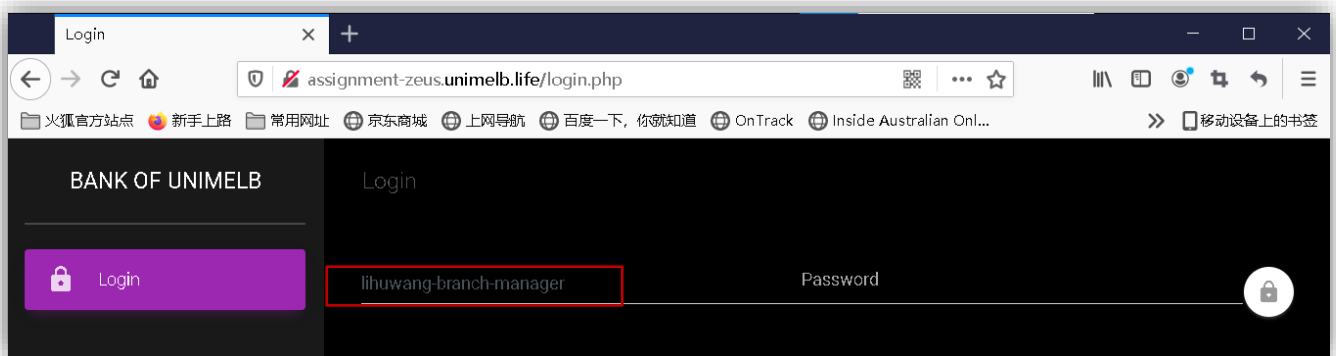 Login
assignment-zeus.unimelb.life/login.php
火狐官方站点 新手上路 常用网址 京东商城 上网导航 百度一下，你就知道 OnTrack Inside Australian Onl... 移动设备上的书签
BANK OF UNIMELB
Login
Login
lihuwang-branch-manager
Password